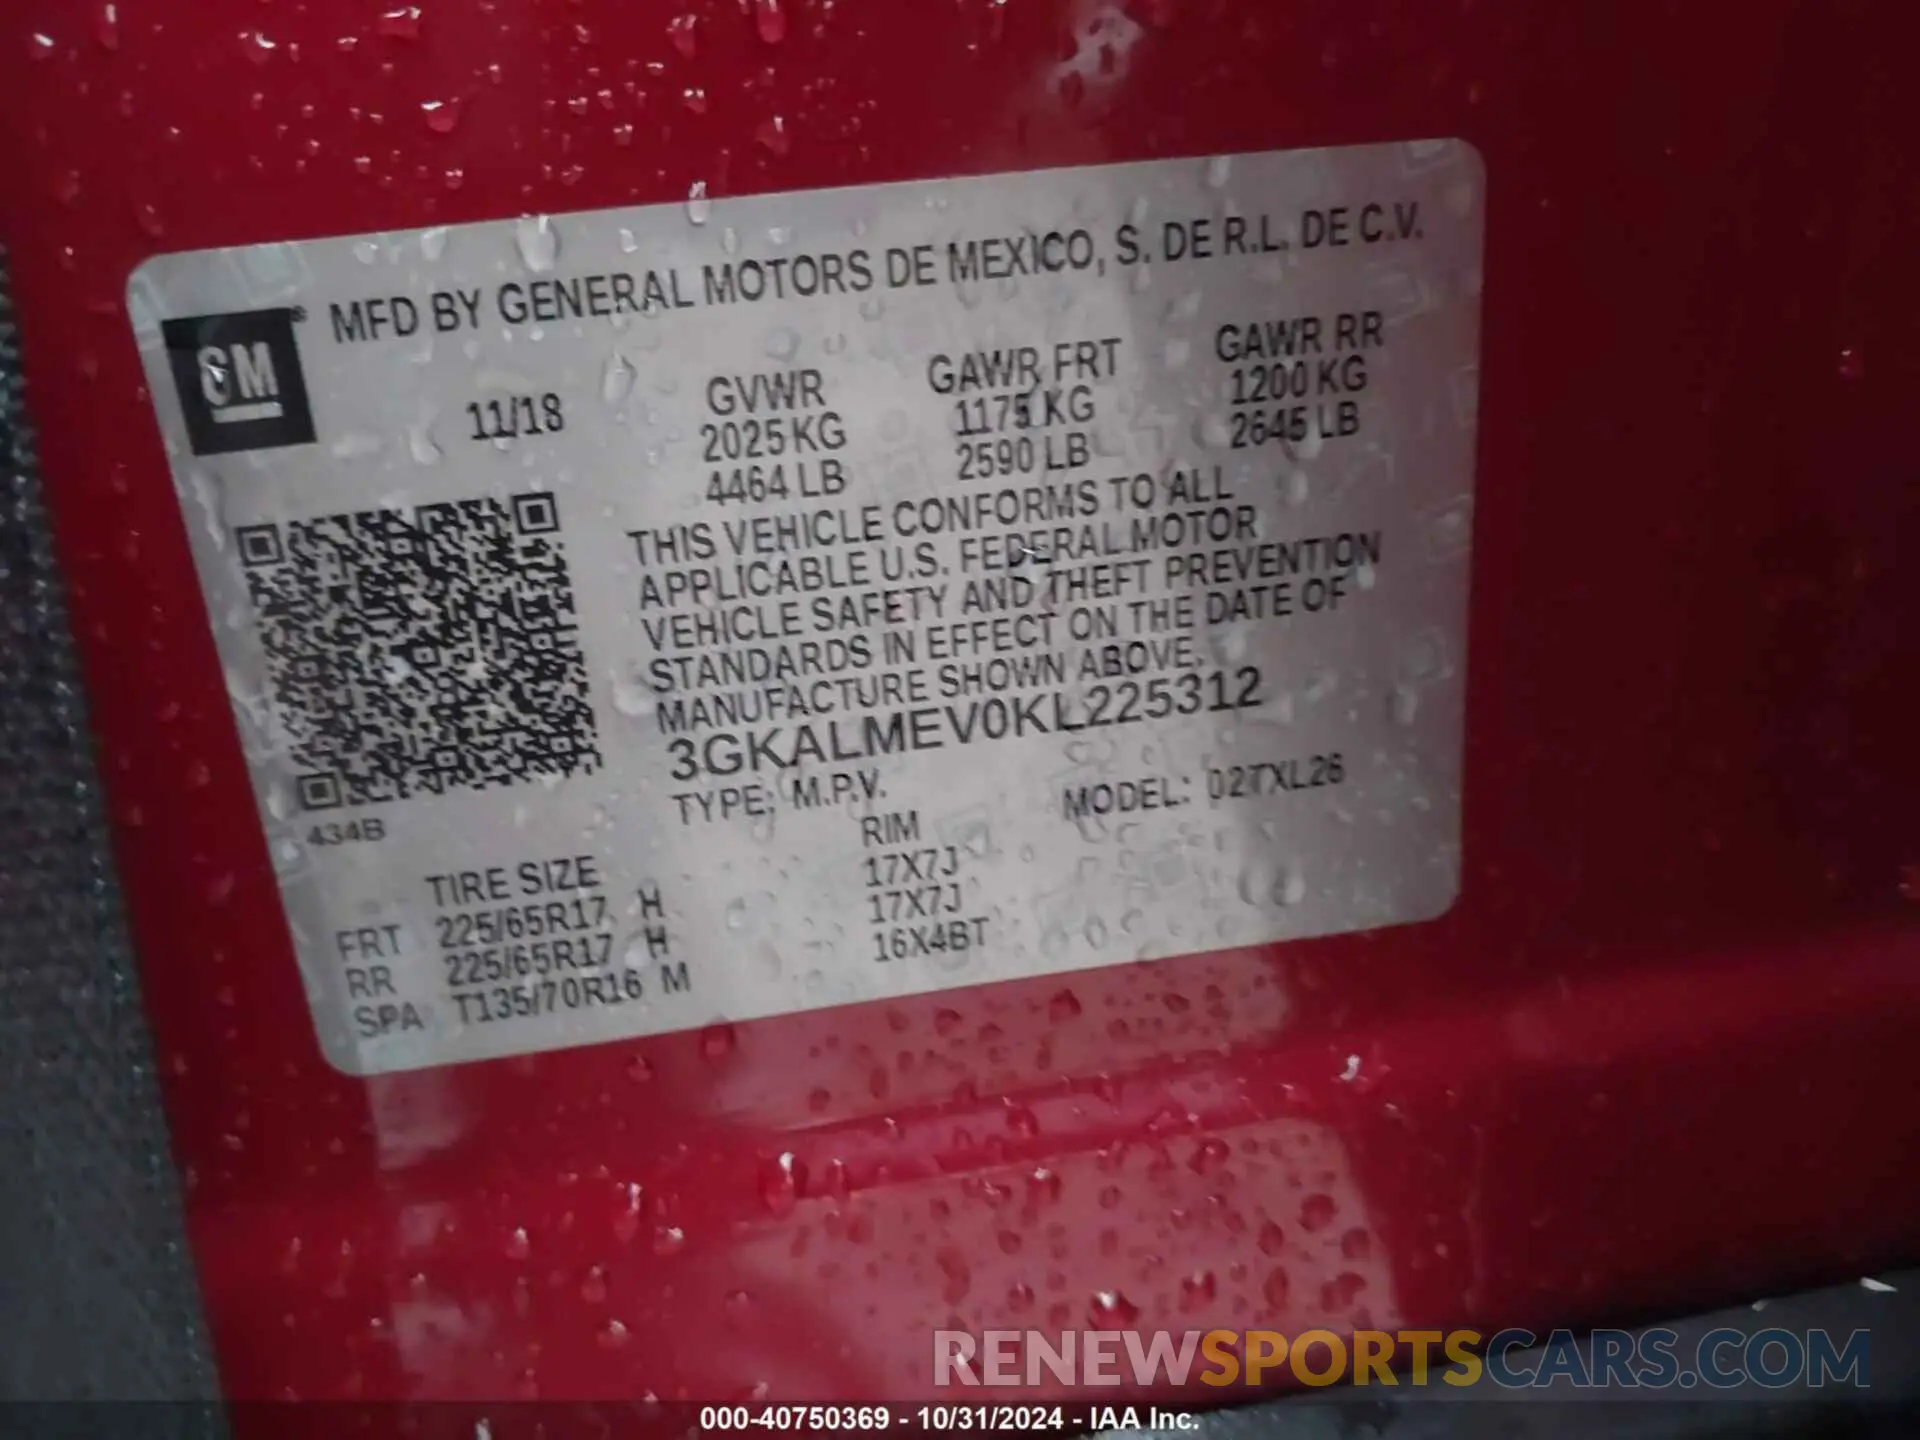 MFD BY GENERAL MOTORS DE MEXICO, S. DE R.L. DE C.V.
GM
11/18 GVWR GAWR FRT GAWR RR
2025 KG 1175 KG 1200 KG
4464 LB 2590 LB 2645 LB
THIS VEHICLE CONFORMS TO ALL
APPLICABLE U.S. FEDERAL MOTOR
VEHICLE SAFETY AND THEFT PREVENTION
STANDARDS IN EFFECT ON THE DATE OF
MANUFACTURE SHOWN ABOVE.
3GKALMEV0KL225312
TYPE: M.P.V. MODEL: 02TXL26
434B
TIRE SIZE RIM
FRT 225/65R17 H 17X7J
RR 225/65R17 H 17X7J
SPA T135/70R16 M 16X4BT
RENEWSPORTSCARS.COM
000-40750369 - 10/31/2024 - IAA Inc.